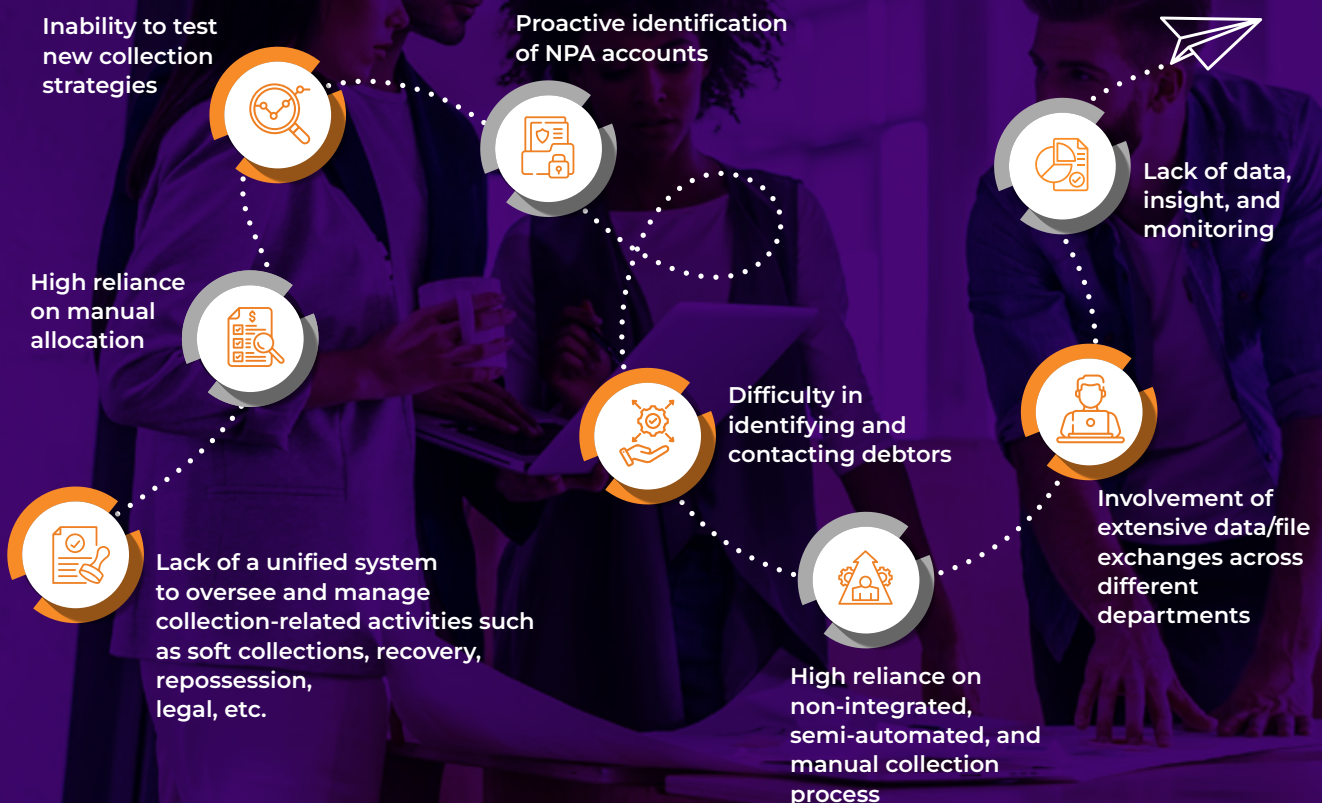 Inability to test
new collection
strategies
Proactive identification
of NPA accounts
Lack of data,
insight, and
monitoring
High reliance
on manual
allocation
Difficulty in
identifying and
contacting debtors
Involvement of
extensive data/file
exchanges across
different
departments
Lack of a unified system
to oversee and manage
collection-related activities such
as soft collections, recovery,
repossession,
legal, etc.
High reliance on
non-integrated,
semi-automated, and
manual collection
process
$